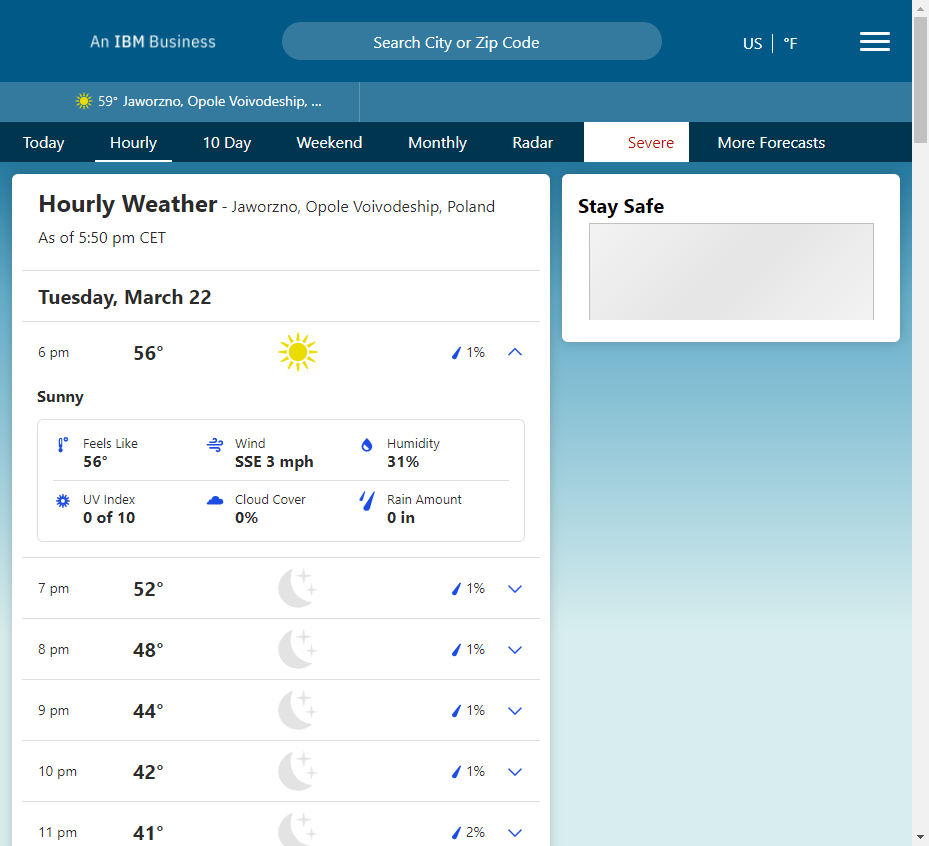 An IBM Business
Search City or Zip Code
US °F
59° Jaworzno, Opole Voivodeship, ...
Today Hourly 10 Day Weekend Monthly Radar Severe More Forecasts
Hourly Weather - Jaworzno, Opole Voivodeship, Poland
As of 5:50 pm CET
Stay Safe
Tuesday, March 22
6 pm 56° 1%
Sunny
Feels Like
56°
Wind
SSE 3 mph
Humidity
31%
UV Index
0 of 10
Cloud Cover
0%
Rain Amount
0 in
7 pm 52° 1%
8 pm 48° 1%
9 pm 44° 1%
10 pm 42° 1%
11 pm 41° 2%